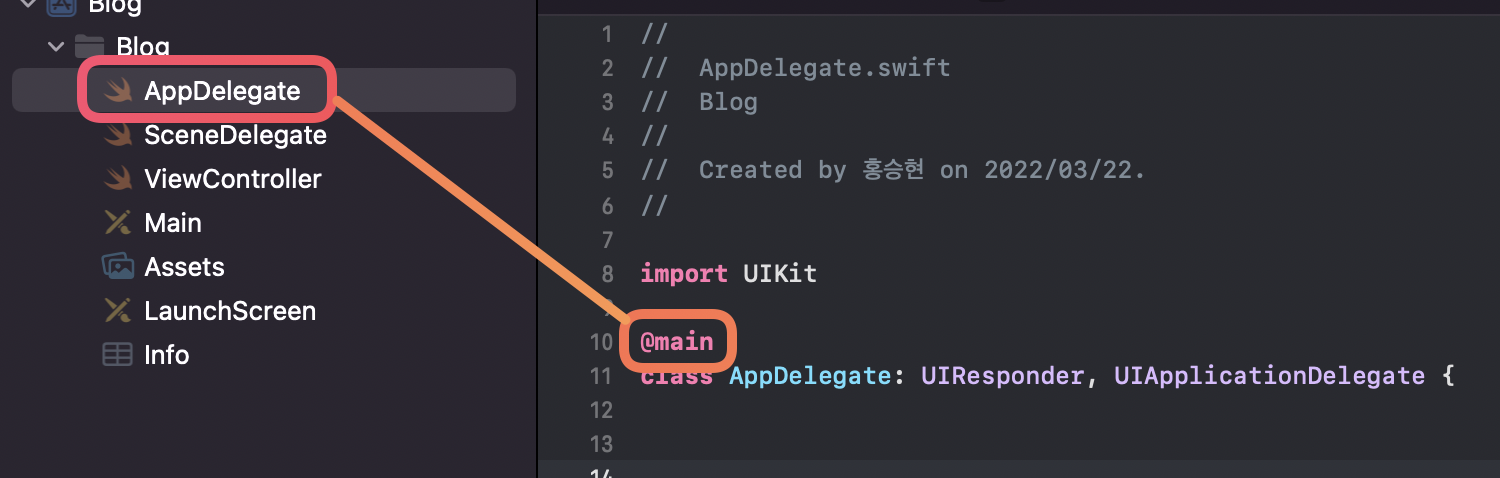 Blog
Blog
AppDelegate
SceneDelegate
ViewController
Main
Assets
LaunchScreen
Info
1 //
2 //  AppDelegate.swift
3 //  Blog
4 //
5 //  Created by 홍승현 on 2022/03/22.
6 //
7
8 import UIKit
9
10 @main
11 class AppDelegate: UIResponder, UIApplicationDelegate {
12
13
14